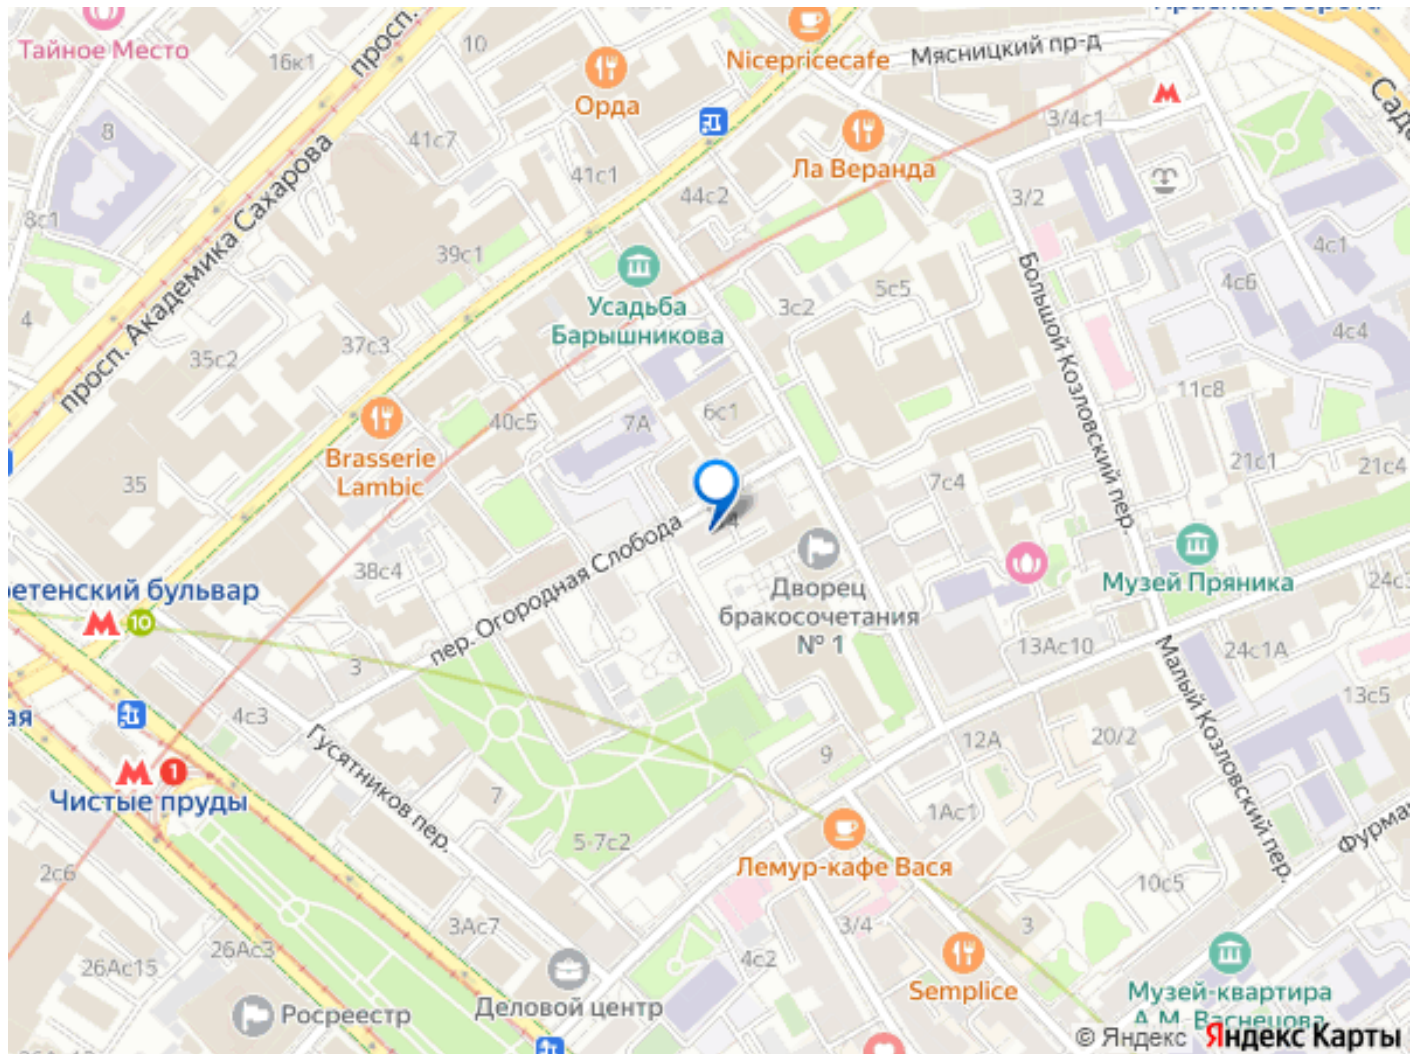 Тайное Место
16к1
просп.
10
Nicepricecafe
Мясницкий пр-д
Орда
8
41с7
3/4с1
Ла Веранда
просп. Академика Сахарова
41с1
44с2
3/2
8с1
39с1
4с1
4с6
Усадьба
Барышникова
3с2
5с5
Большой Козловский пер.
4
35с2
37с3
4с4
11с8
40с5
7А
6с1
Brasserie
Lambic
21с1
21с4
35
7с4
пер. Огородная Слобода
38с4
Дворец
бракосочетания
№ 1
Музей Пряника
ретенский бульвар
10
3
13Ас10
24с1А
Малый Козловский пер.
13с5
ая
4с3
Гусятников пер.
9
12А
20/2
1
Чистые пруды
7
1Ас1
5-7с2
Лемур-кафе Вася
2с6
10с5
3Ас7
3/4
3
26Ас3
26Ас15
4с2
Semplice
Деловой центр
Росреестр
Музей-квартира
А.М. Васнецова
© Яндекс Яндекс Карты